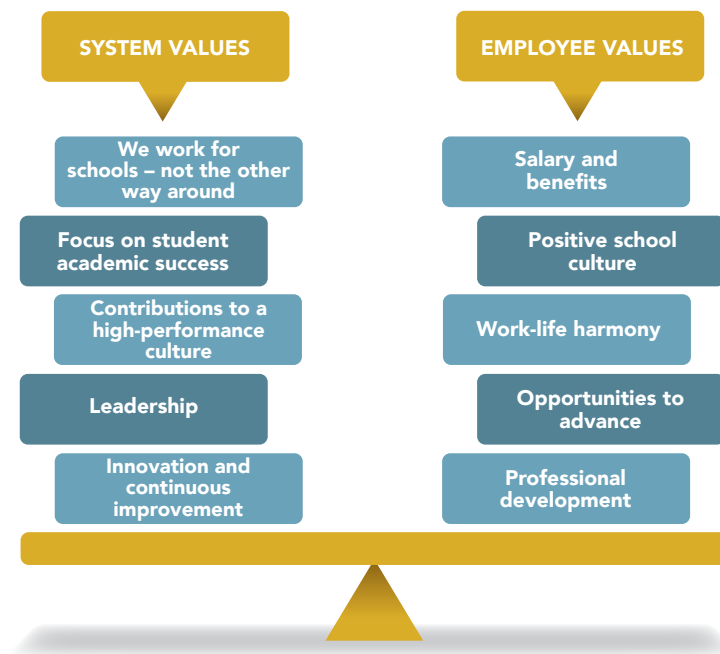 SYSTEM VALUES
We work for
schools – not the other
way around
Focus on student
academic success
Contributions to a
high-performance
culture
Leadership
Innovation and
continuous
improvement
EMPLOYEE VALUES
Salary and
benefits
Positive school
culture
Work-life harmony
Opportunities to
advance
Professional
development